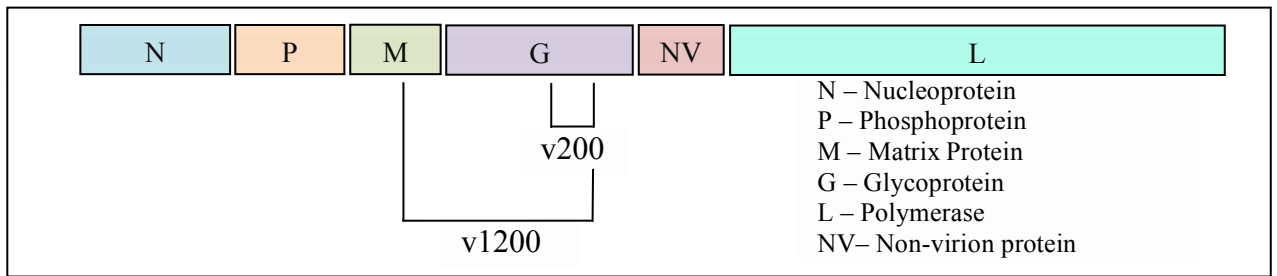 N P M G NV L
N – Nucleoprotein
P – Phosphoprotein
M – Matrix Protein
G – Glycoprotein
L – Polymerase
NV– Non-virion protein
v200
v1200